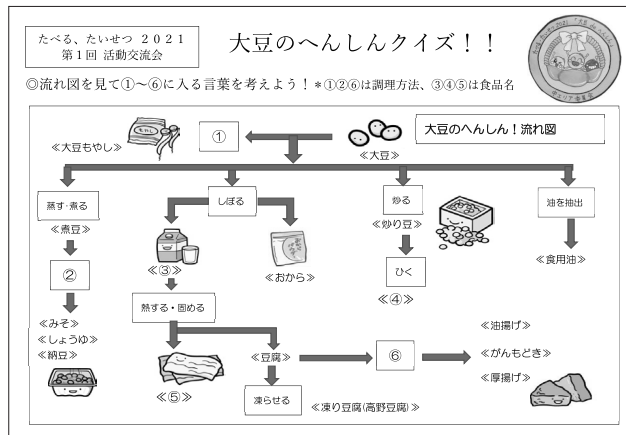 たべる、たいせつ 2021
第1回 活動交流会
大豆のへんしんクイズ！！
◎流れ図を見て①～⑥に入る言葉を考えよう！＊①②⑥は調理方法、③④⑤は食品名
大豆のへんしん！流れ図
もやし
①
≪大豆もやし≫
≪大豆≫
蒸す・煮る
しぼる
炒る
油を抽出
≪煮豆≫
≪炒り豆≫
②
≪③≫
≪おから≫
ひく
≪食用油≫
≪④≫
熱する・固める
≪みそ≫
≪しょうゆ≫
≪納豆≫
≪油揚げ≫
≪豆腐≫
⑥
≪がんもどき≫
≪厚揚げ≫
≪⑤≫
凍らせる
≪凍り豆腐(高野豆腐)≫